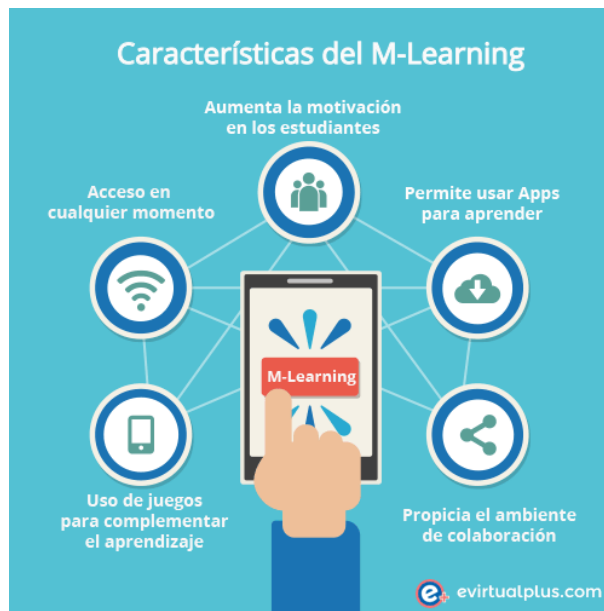 Características del M-Learning
Aumenta la motivación
en los estudiantes
Acceso en
cualquier momento
Permite usar Apps
para aprender
M-Learning
Uso de juegos
para complementar
el aprendizaje
Propicia el ambiente
de colaboración
e+ evirtualplus.com